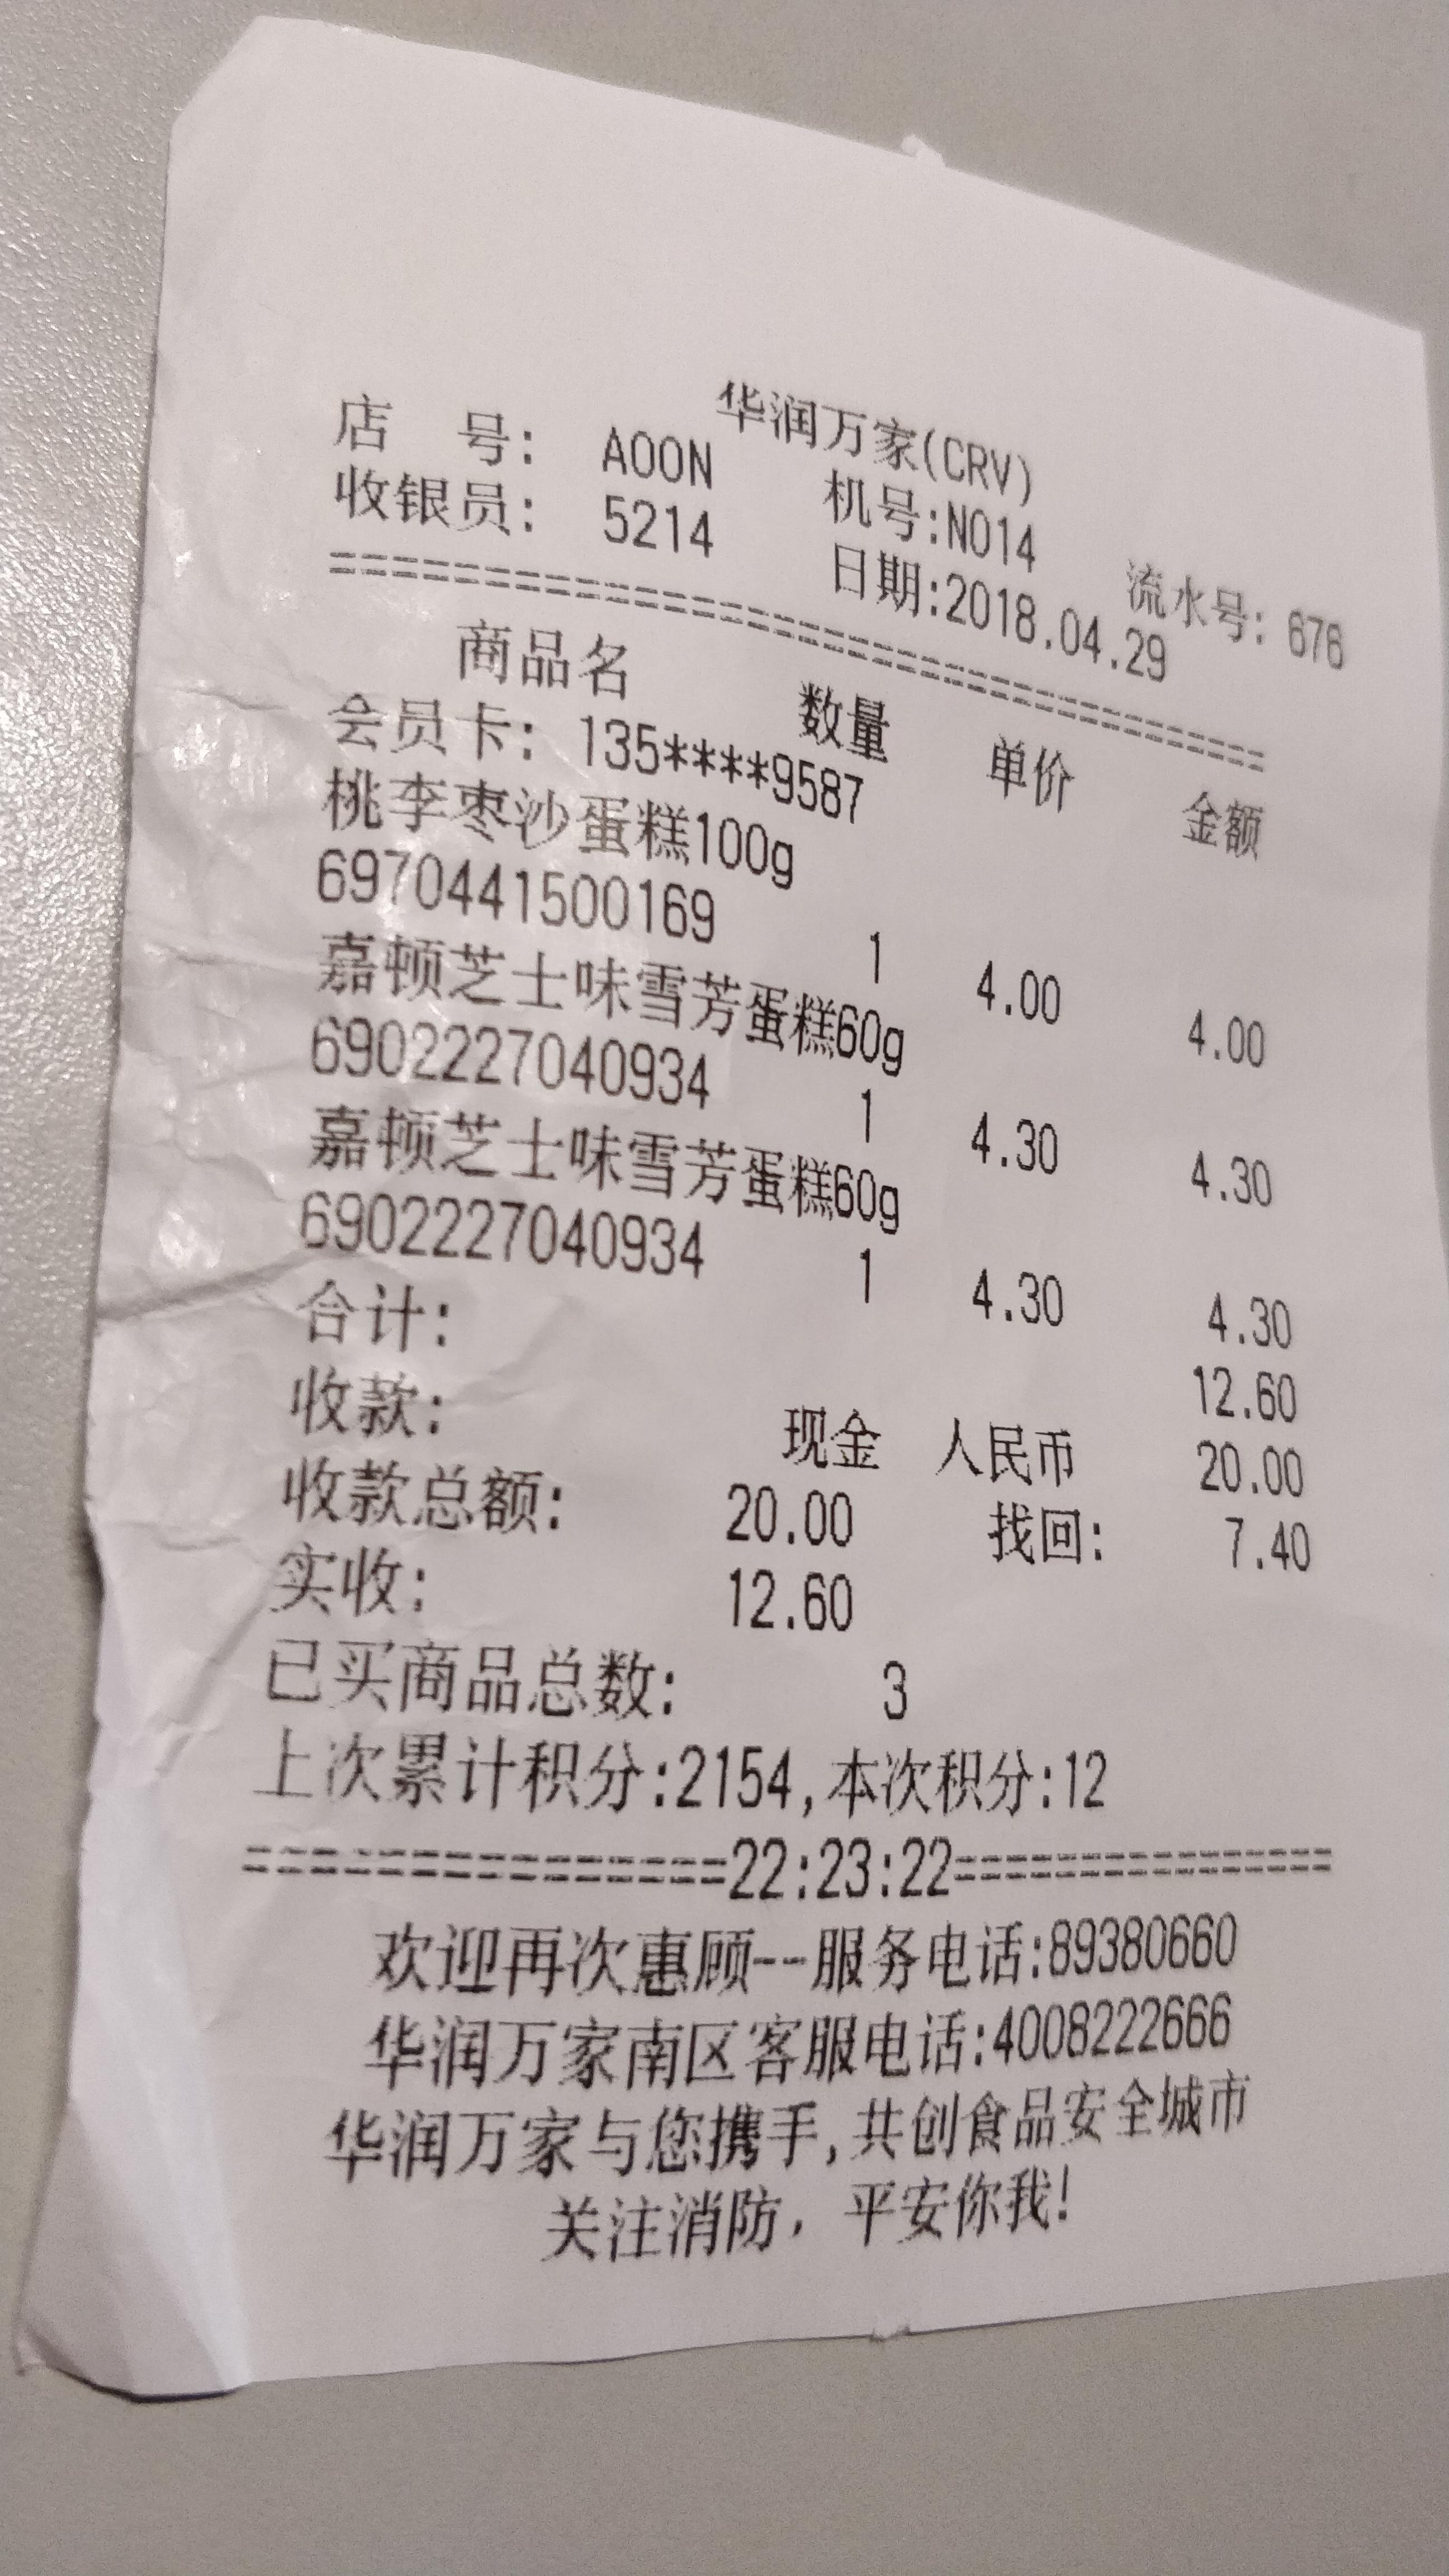 华润万家(CRV)
店 号: A00N 机号:N014 流水号: 676
收银员: 5214 日期:2018.04.29
商品名 数量 单价 金额
会员卡: 135****9587
桃李枣沙蛋糕100g
6970441500169 1 4.00 4.00
嘉顿芝士味雪芳蛋糕60g
6902227040934 1 4.30 4.30
嘉顿芝士味雪芳蛋糕60g
6902227040934 1 4.30 4.30
合计: 12.60
收款: 现金 人民币 20.00
收款总额: 20.00 找回: 7.40
实收: 12.60
已买商品总数: 3
上次累计积分:2154,本次积分:12
================22:23:22================
欢迎再次惠顾--服务电话:89380660
华润万家南区客服电话:4008222666
华润万家与您携手,共创食品安全城市
关注消防，平安你我!